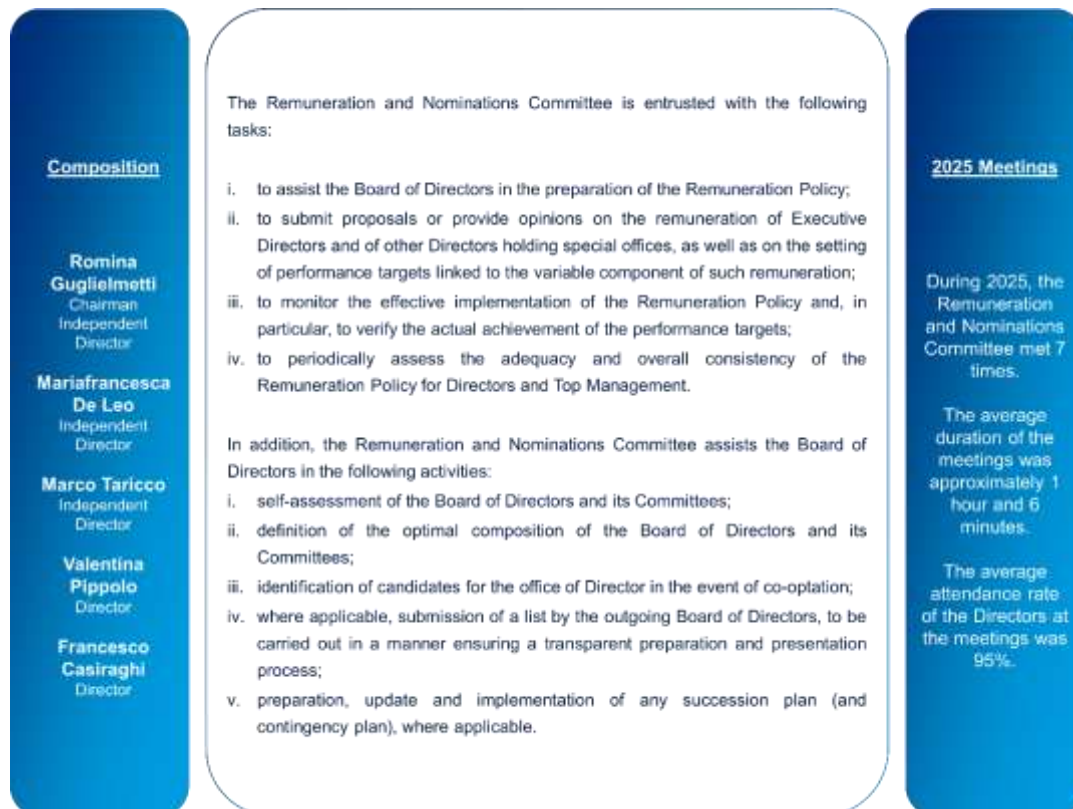 Composition
Romina
Guglielmetti
Chairman
Independent
Director
Mariafrancesca
De Leo
Independent
Director
Marco Taricco
Independent
Director
Valentina
Pippolo
Director
Francesco
Casiraghi
Director
The Remuneration and Nominations Committee is entrusted with the following
tasks:
i. to assist the Board of Directors in the preparation of the Remuneration Policy;
ii. to submit proposals or provide opinions on the remuneration of Executive
Directors and of other Directors holding special offices, as well as on the setting
of performance targets linked to the variable component of such remuneration;
iii. to monitor the effective implementation of the Remuneration Policy and, in
particular, to verify the actual achievement of the performance targets;
iv. to periodically assess the adequacy and overall consistency of the
Remuneration Policy for Directors and Top Management.
In addition, the Remuneration and Nominations Committee assists the Board of
Directors in the following activities:
i. self-assessment of the Board of Directors and its Committees;
ii. definition of the optimal composition of the Board of Directors and its
Committees;
iii. identification of candidates for the office of Director in the event of co-optation;
iv. where applicable, submission of a list by the outgoing Board of Directors, to be
carried out in a manner ensuring a transparent preparation and presentation
process;
v. preparation, update and implementation of any succession plan (and
contingency plan), where applicable.
2025 Meetings
During 2025, the
Remuneration
and Nominations
Committee met 7
times.
The average
duration of the
meetings was
approximately 1
hour and 6
minutes.
The average
attendance rate
of the Directors at
the meetings was
95%.